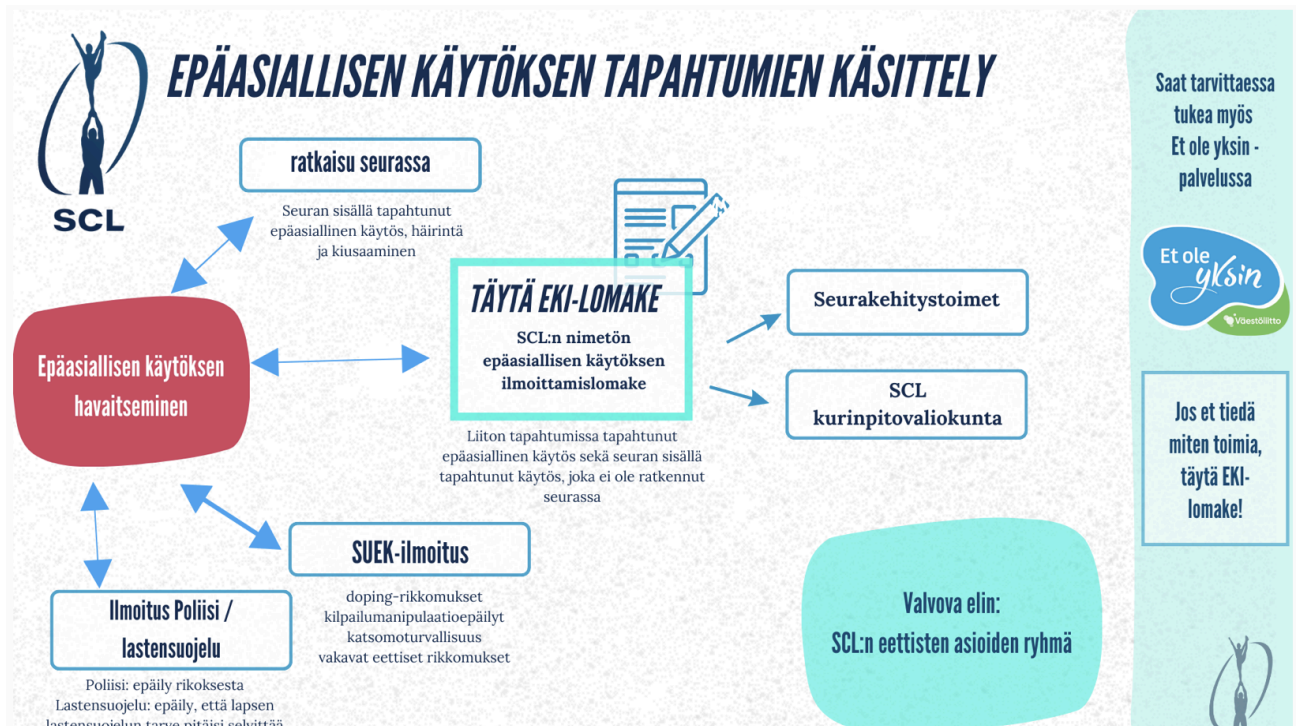 EPÄASIALLISEN KÄYTÖKSEN TAPAHTUMIEN KÄSITTELY
SCL
ratkaisu seurassa
Seuran sisällä tapahtunut
epäasiallinen käytös, häirintä
ja kiusaaminen
Epäasiallisen käytöksen
havaitseminen
TÄYTÄ EKI-LOMAKE
SCL:n nimetön
epäasiallisen käytöksen
ilmoittamislomake
Liiton tapahtumissa tapahtunut
epäasiallinen käytös sekä seuran sisällä
tapahtunut käytös, joka ei ole ratkennut
seurassa
Seurakehitystoimet
SCL
kurinpitovaliokunta
SUEK-ilmoitus
doping-rikkomukset
kilpailumanipulaatioepäilyt
katsomoturvallisuus
vakavat eettiset rikkomukset
Ilmoitus Poliisi /
lastensuojelu
Poliisi: epäily rikoksesta
Lastensuojelu: epäily, että lapsen
lastensuojelun tarve pitäisi selvittää
Valvova elin:
SCL:n eettisten asioiden ryhmä
Saat tarvittaessa
tukea myös
Et ole yksin -
palvelussa
Et ole
yksin
Väestöliitto
Jos et tiedä
miten toimia,
täytä EKI-
lomake!